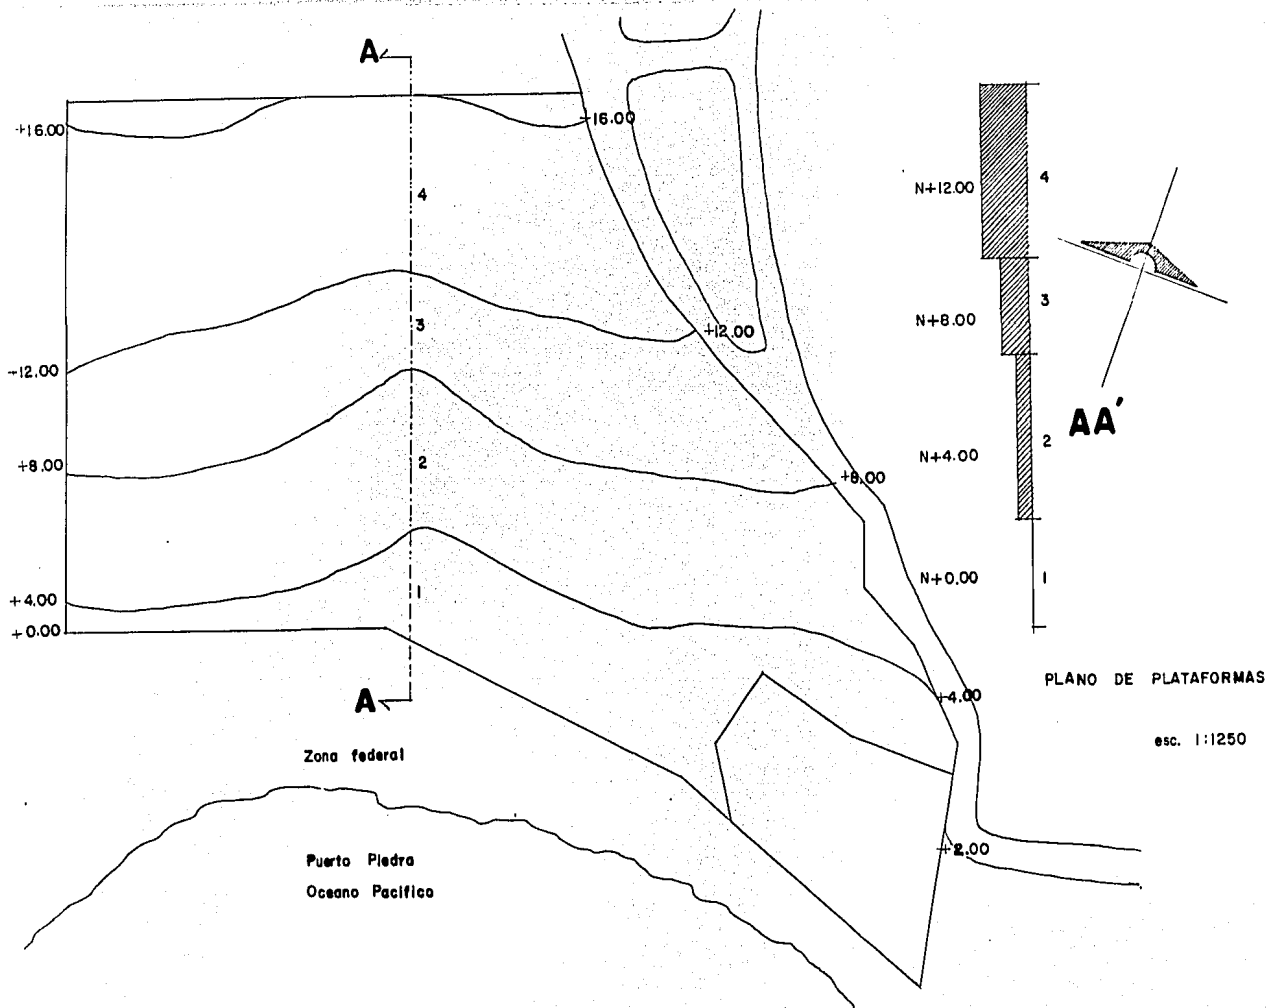 A
+16.00
+16.00
4
N+12.00
4
3
+12.00
N+8.00
3
-12.00
AA'
+8.00
2
N+4.00
2
+8.00
+4.00
+0.00
1
N+0.00
1
A
+4.00
PLANO DE PLATAFORMAS
esc. 1:1250
Zona federal
+2.00
Puerto Piedra
Oceano Pacifico